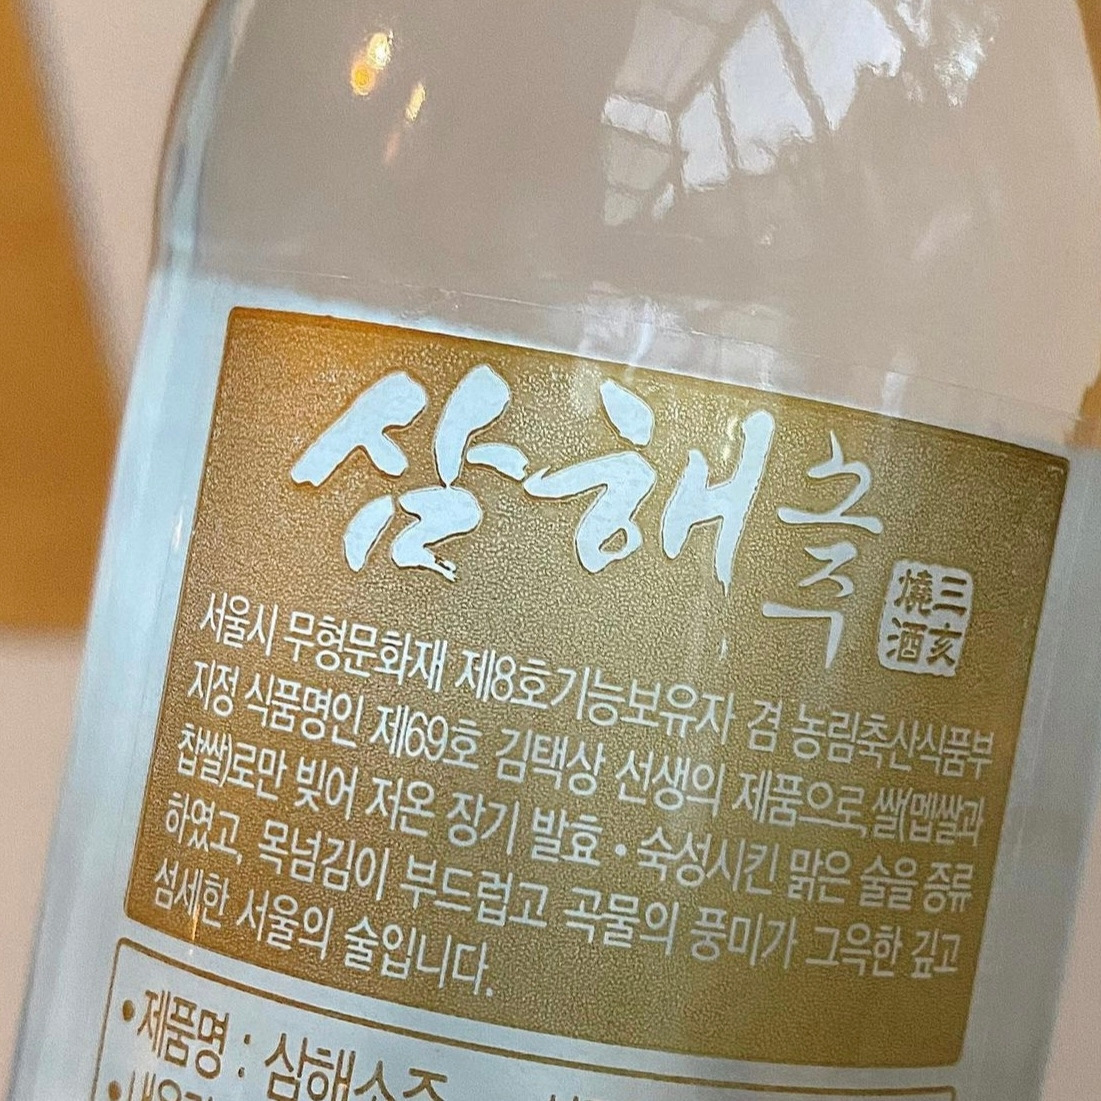 삼해소주
三亥
燒酒
서울시 무형문화재 제8호기능보유자 겸 농림축산식품부
지정 식품명인 제69호 김택상 선생의 제품으로, 쌀(멥쌀과
찹쌀)로만 빚어 저온 장기 발효·숙성시킨 맑은 술을 증류
하였고, 목넘김이 부드럽고 곡물의 풍미가 그윽한 깊고
섬세한 서울의 술입니다.
•제품명 : 삼해소주